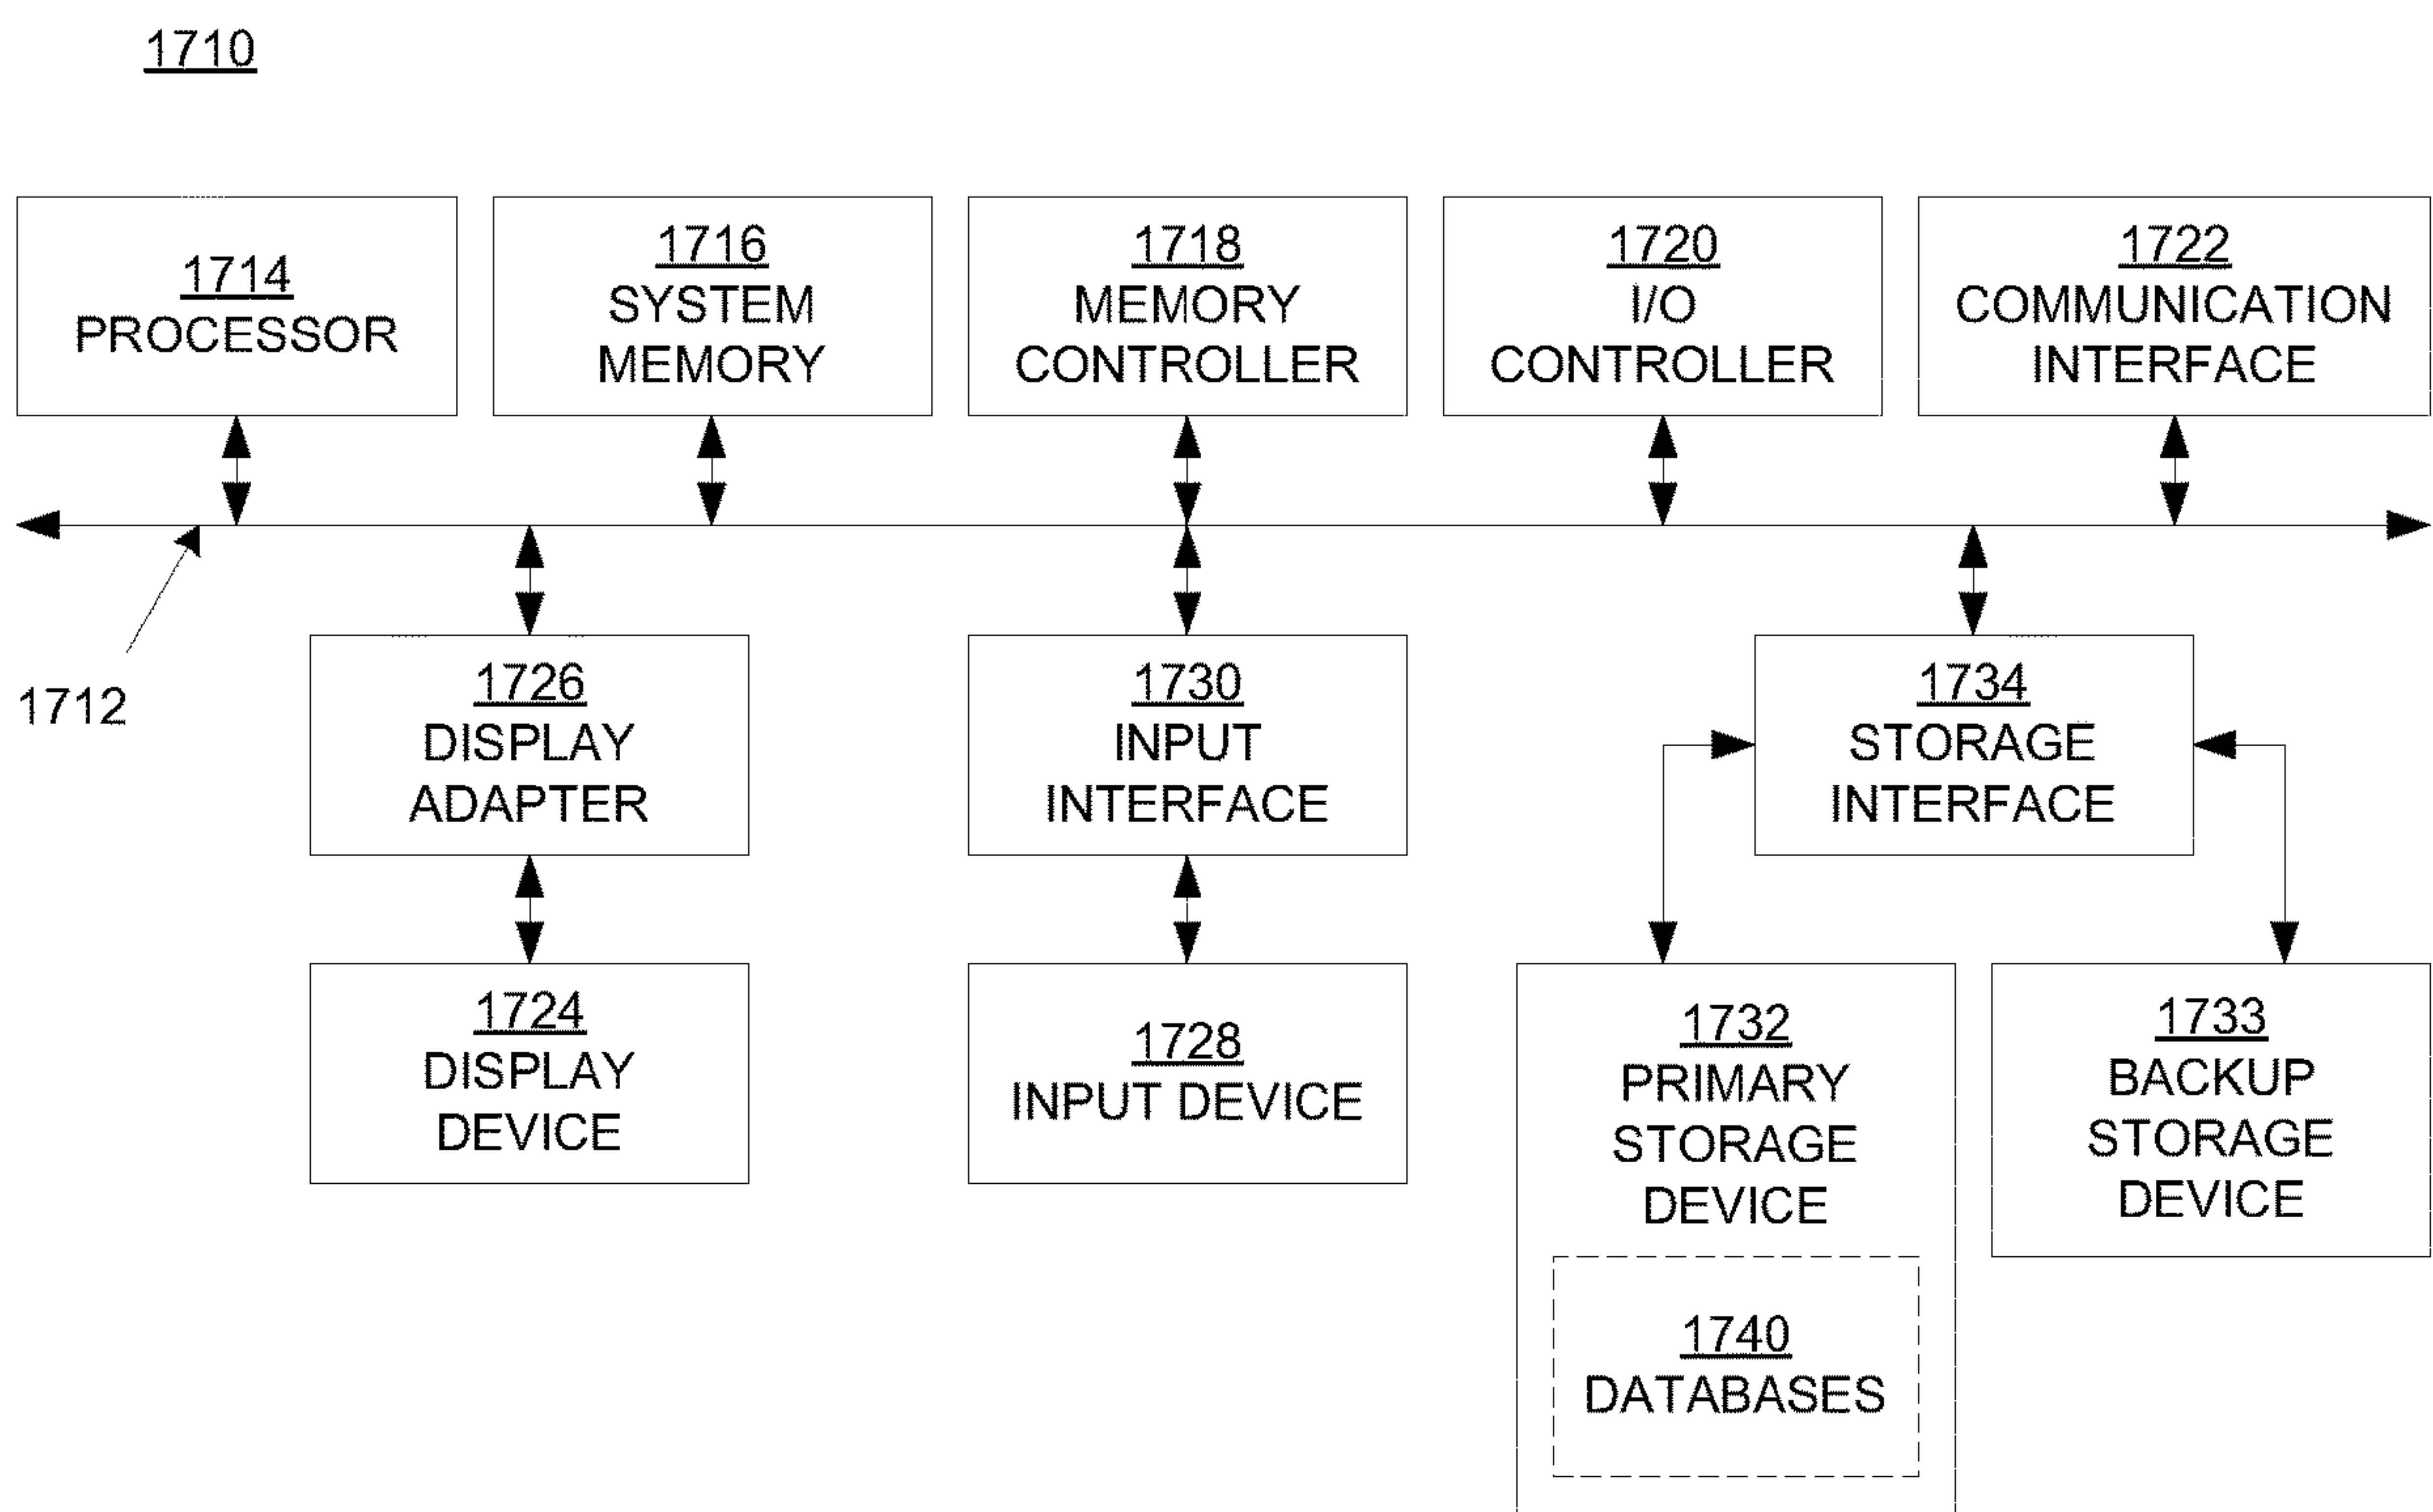 1710
1714
PROCESSOR
1716
SYSTEM
MEMORY
1718
MEMORY
CONTROLLER
1720
I/O
CONTROLLER
1722
COMMUNICATION
INTERFACE
1712
1726
DISPLAY
ADAPTER
1730
INPUT
INTERFACE
1734
STORAGE
INTERFACE
1724
DISPLAY
DEVICE
1728
INPUT DEVICE
1732
PRIMARY
STORAGE
DEVICE
1740
DATABASES
1733
BACKUP
STORAGE
DEVICE